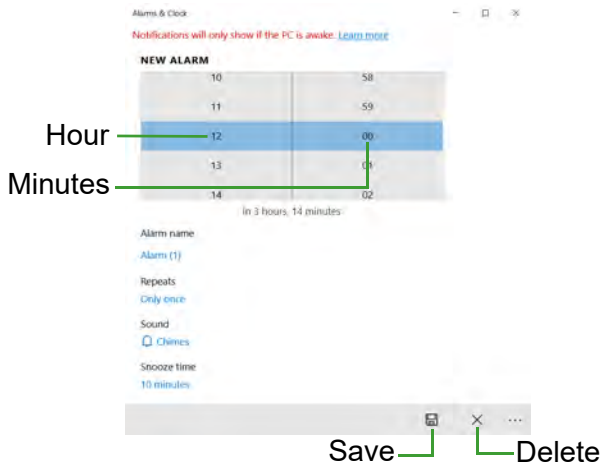 Alarms & Clock
Notifications will only show if the PC is awake. Learn more
NEW ALARM
10 58
11 59
Hour 12 00
13 01
Minutes
14 02
In 3 hours, 14 minutes
Alarm name
Alarm (1)
Repeats
Only once
Sound
Chimes
Snooze time
10 minutes
Save Delete